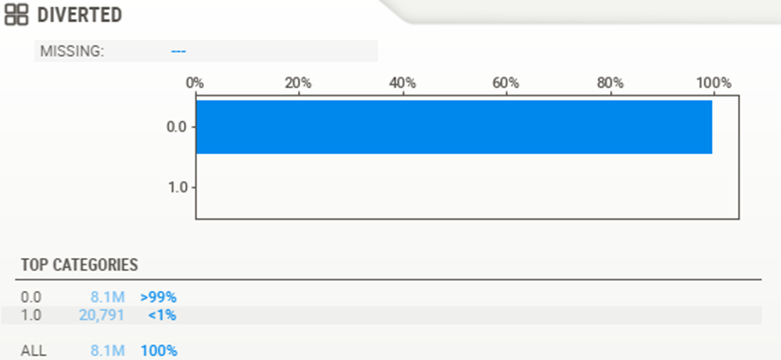 DIVERTED
MISSING: ---
0% 20% 40% 60% 80% 100%
0.0
1.0
TOP CATEGORIES
0.0 8.1M >99%
1.0 20,791 <1%
ALL 8.1M 100%